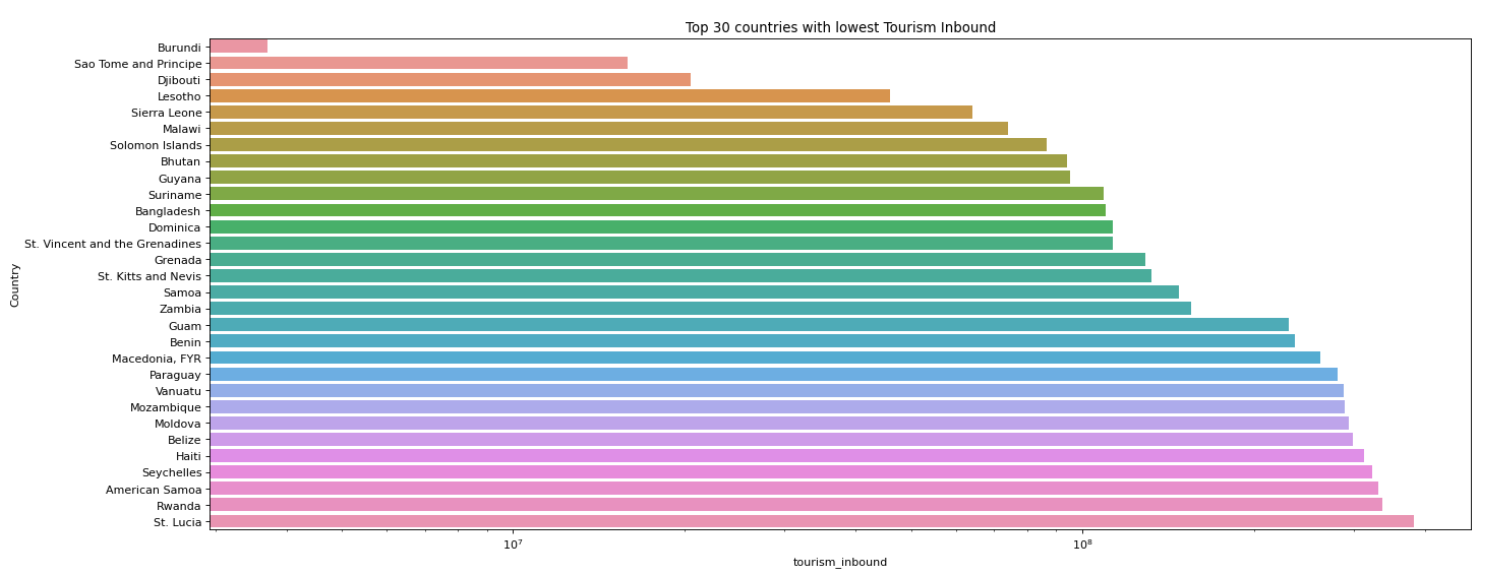 Top 30 countries with lowest Tourism Inbound
Country
Burundi
Sao Tome and Principe
Djibouti
Lesotho
Sierra Leone
Malawi
Solomon Islands
Bhutan
Guyana
Suriname
Bangladesh
Dominica
St. Vincent and the Grenadines
Grenada
St. Kitts and Nevis
Samoa
Zambia
Guam
Benin
Macedonia, FYR
Paraguay
Vanuatu
Mozambique
Moldova
Belize
Haiti
Seychelles
American Samoa
Rwanda
St. Lucia
10⁷ 10⁸
tourism_inbound